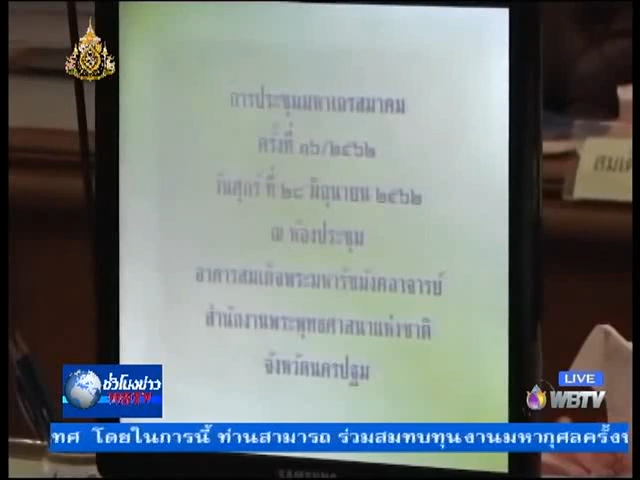 การประชุมมหาเถรสมาคม
ครั้งที่ ๑๖/๒๕๖๒
วันศุกร์ ที่ ๒๘ มิถุนายน ๒๕๖๒
ณ ห้องประชุม
อาคารสมเด็จพระมหารัชมังคลาจารย์
สำนักงานพระพุทธศาสนาแห่งชาติ
จังหวัดนครปฐม
สมเด็
ชั่วโมงข่าว
WBTV
LIVE
WBTV
ทศ โดยในการนี้ ท่านสามารถ ร่วมสมทบทุนงานมหากุศลครั้ง
SAMSUNG